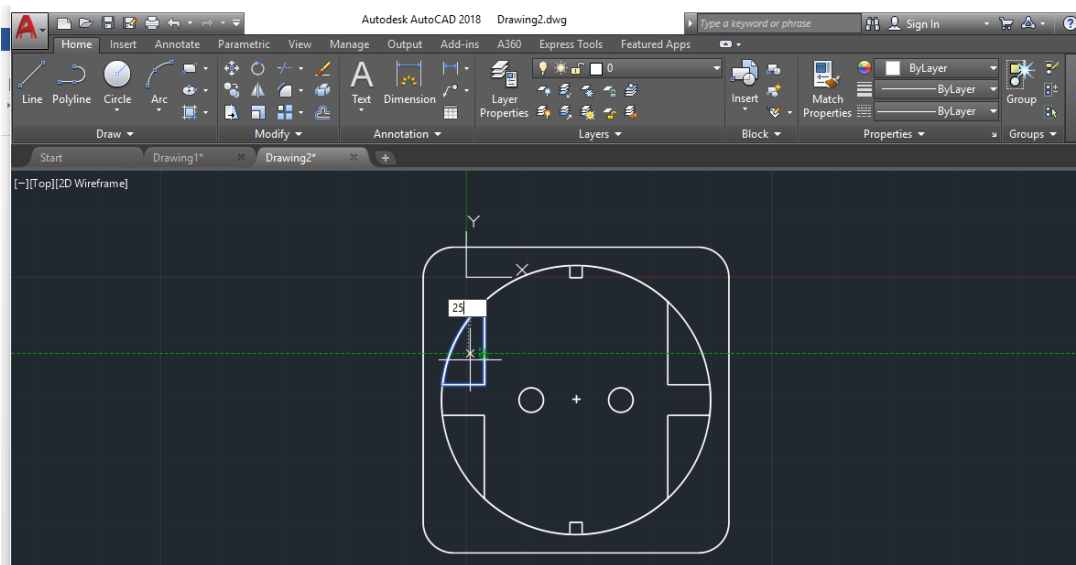 A Autodesk AutoCAD 2018 Drawing2.dwg Type a keyword or phrase Sign In
Home Insert Annotate Parametric View Manage Output Add-ins A360 Express Tools Featured Apps
0 ByLayer
Line Polyline Circle Arc A Text Dimension Layer Properties Insert Match Properties ByLayer Group
ByLayer
Draw Modify Annotation Layers Block Properties Groups
Start Drawing1* Drawing2* +
[−][Top][2D Wireframe]
Y
X
25